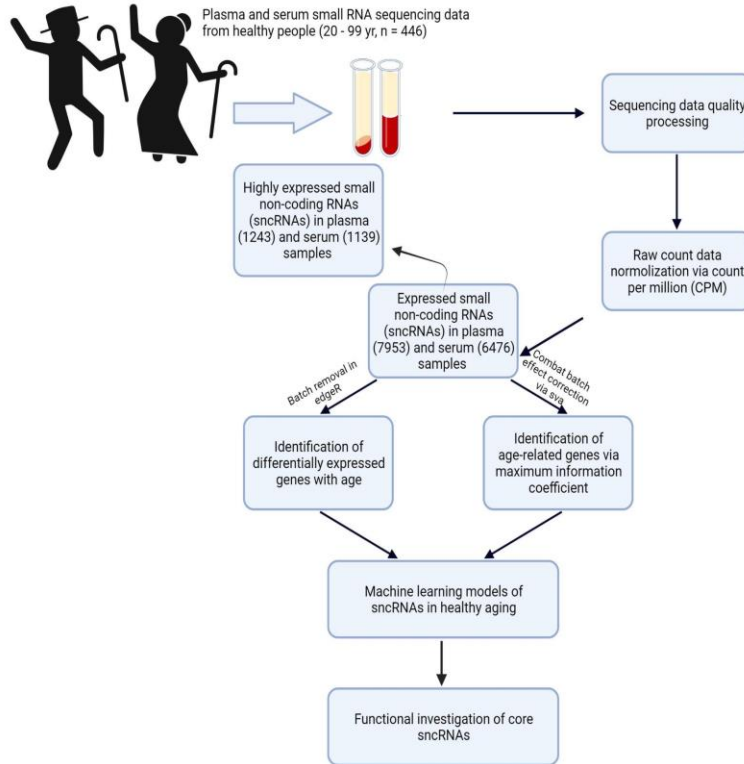 Plasma and serum small RNA sequencing data
from healthy people (20 - 99 yr, n = 446)
Sequencing data quality
processing
Highly expressed small
non-coding RNAs
(sncRNAs) in plasma
(1243) and serum (1139)
samples
Raw count data
normolization via count
per million (CPM)
Expressed small
non-coding RNAs
(sncRNAs) in plasma
(7953) and serum (6476)
samples
Batch removal in
edgeR
Combat batch
effect correction
via sva
Identification of
differentially expressed
genes with age
Identification of
age-related genes via
maximum information
coefficient
Machine learning models of
sncRNAs in healthy aging
Functional investigation of core
sncRNAs